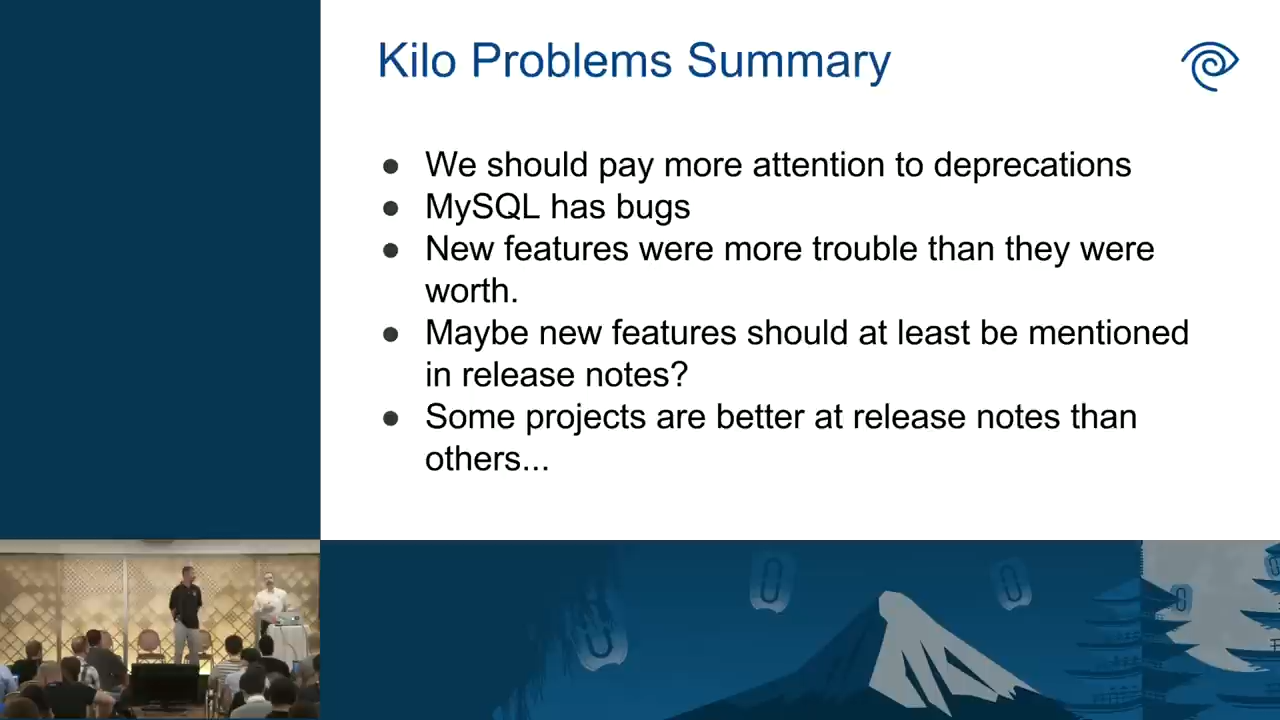 Kilo Problems Summary
● We should pay more attention to deprecations
● MySQL has bugs
● New features were more trouble than they were
worth.
● Maybe new features should at least be mentioned
in release notes?
● Some projects are better at release notes than
others...